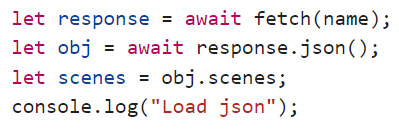 let response = await fetch(name);
let obj = await response.json();
let scenes = obj.scenes;
console.log("Load json");